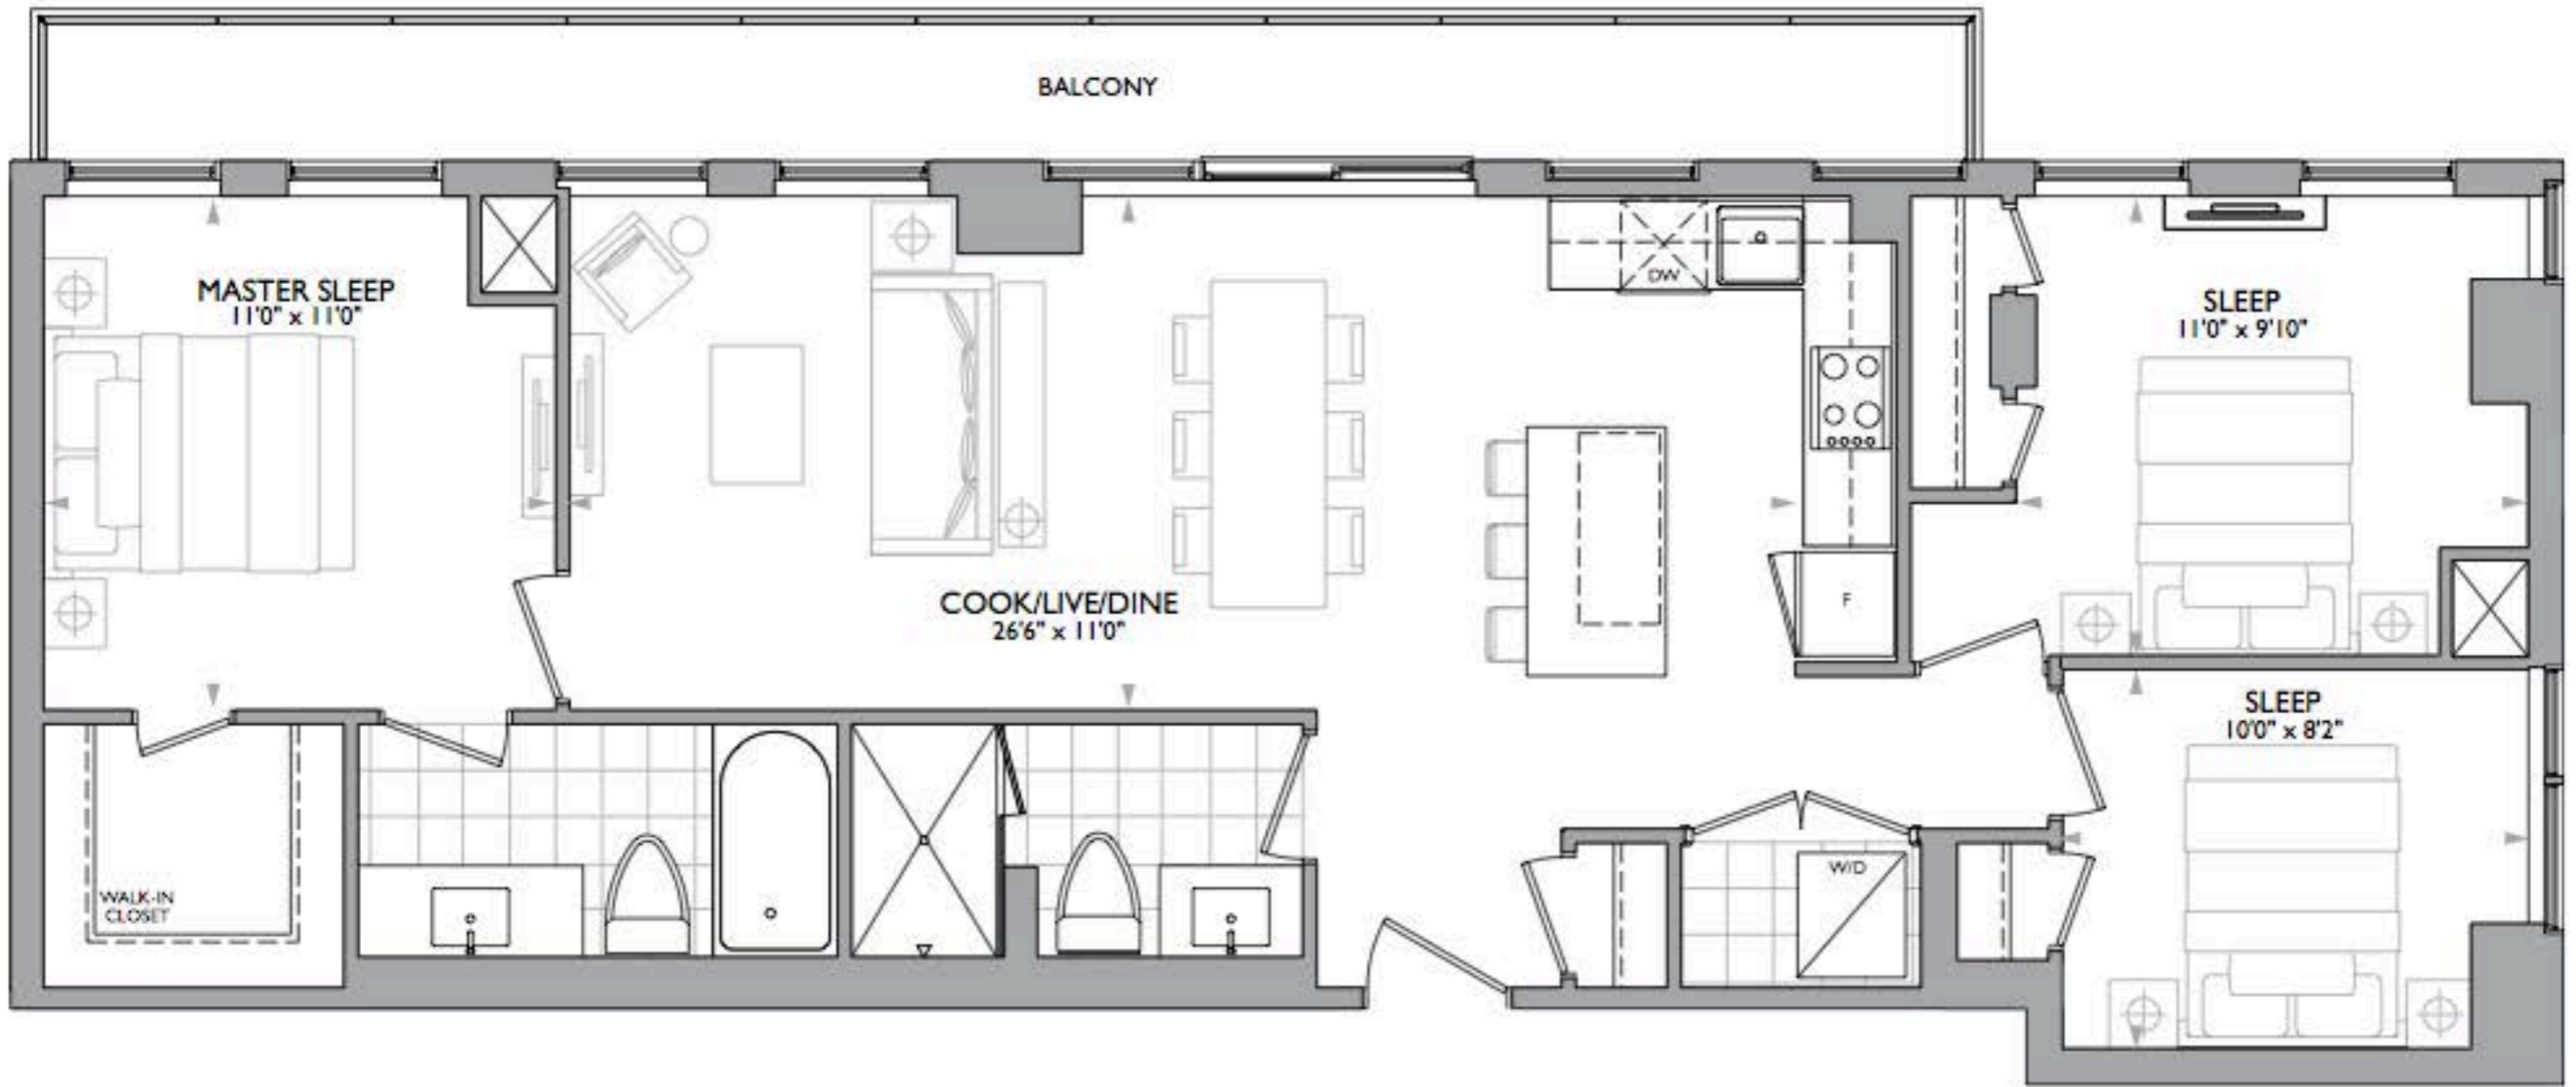 BALCONY
MASTER SLEEP
11'0" x 11'0"
DW
SLEEP
11'0" x 9'10"
COOK/LIVE/DINE
26'6" x 11'0"
F
SLEEP
10'0" x 8'2"
WALK-IN
CLOSET
W/D